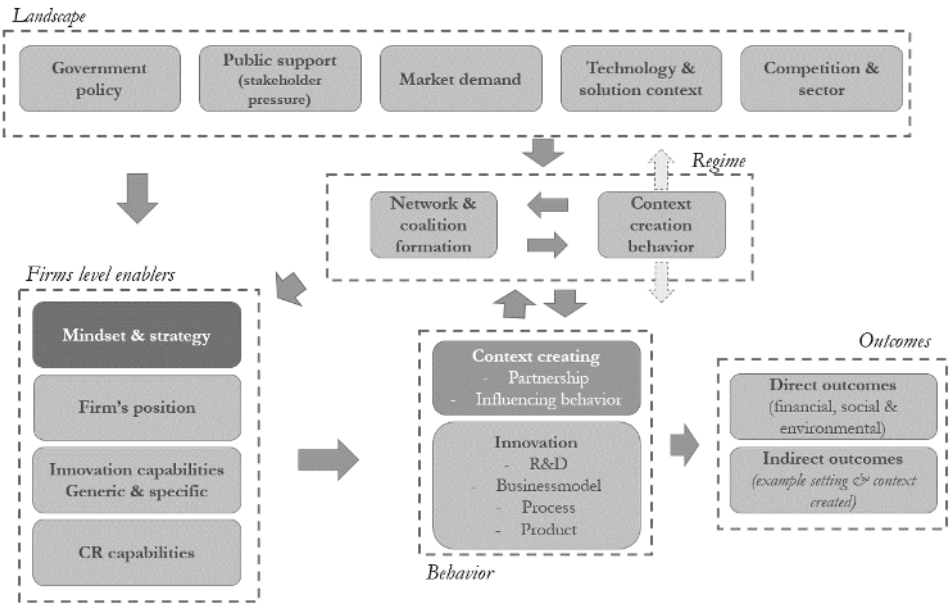 Landscape
Government
policy
Public support
(stakeholder
pressure)
Market demand
Technology &
solution context
Competition &
sector
Regime
Network &
coalition
formation
Context
creation
behavior
Firms level enablers
Mindset & strategy
Firm's position
Innovation capabilities
Generic & specific
CR capabilities
Context creating
- Partnership
- Influencing behavior
Innovation
- R&D
- Businessmodel
- Process
- Product
Behavior
Outcomes
Direct outcomes
(financial, social &
environmental)
Indirect outcomes
(example setting & context
created)